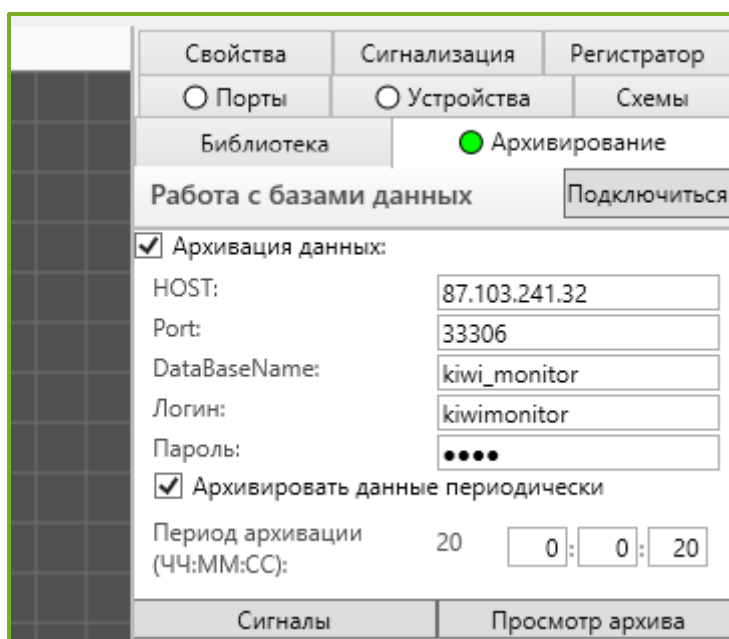 Свойства Сигнализация Регистратор
Порты Устройства Схемы
Библиотека Архивирование
Работа с базами данных Подключиться
Архивация данных:
HOST: 87.103.241.32
Port: 33306
DataBaseName: kiwi_monitor
Логин: kiwimonitor
Пароль: ●●●●
Архивировать данные периодически
Период архивации 20 0 : 0 : 20
(ЧЧ:ММ:СС):
Сигналы Просмотр архива